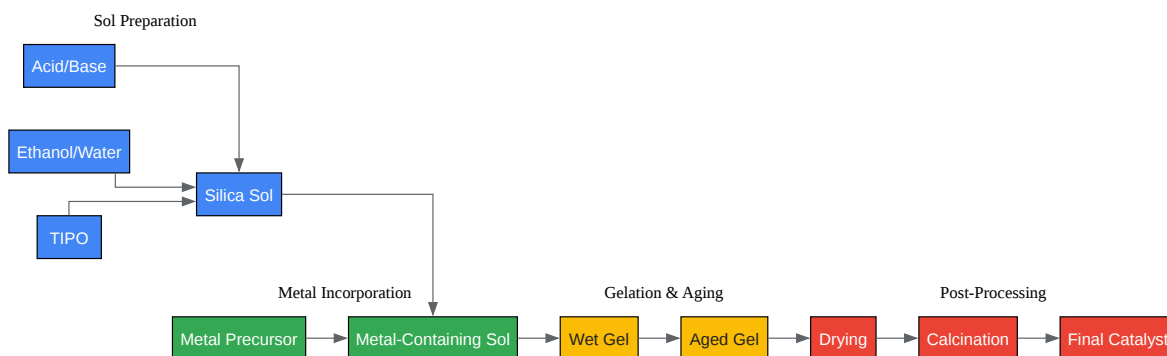 Sol Preparation
Acid/Base
Ethanol/Water
Silica Sol
TIPO
Metal Incorporation
Gelation & Aging
Post-Processing
Metal Precursor
Metal-Containing Sol
Wet Gel
Aged Gel
Drying
Calcination
Final Catalyst